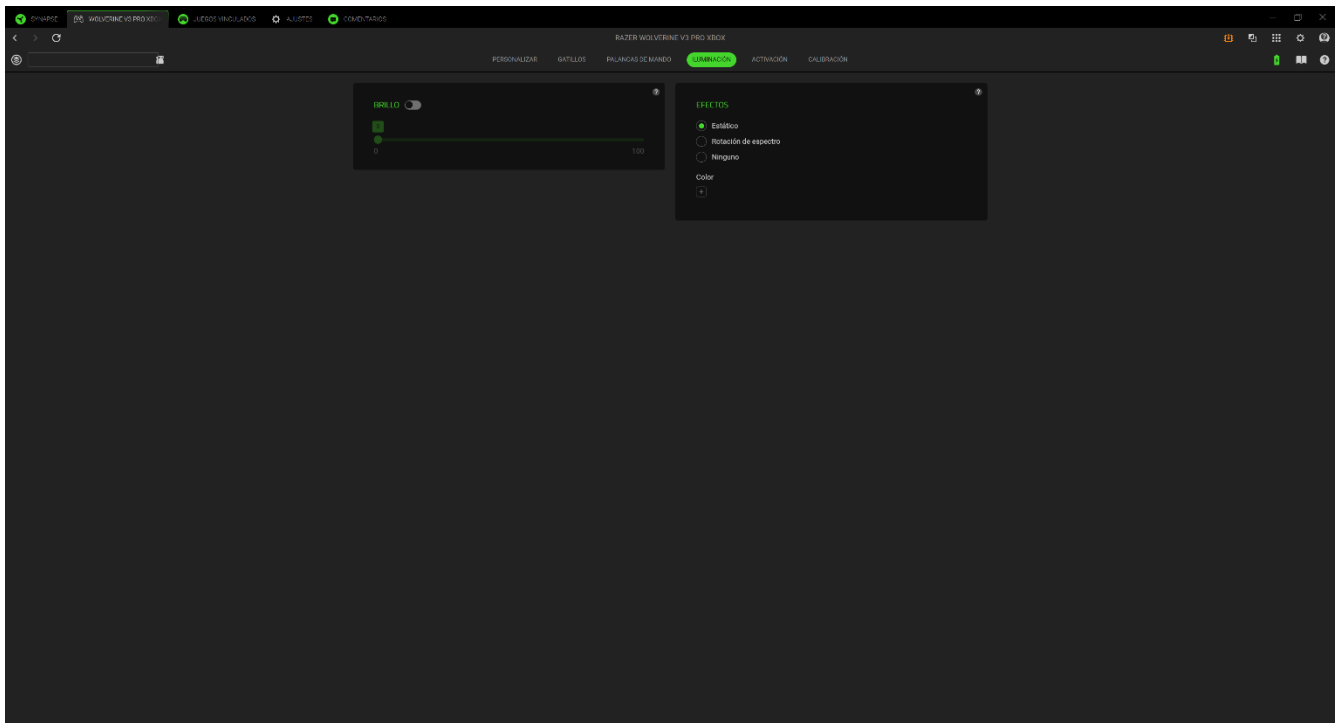 SYNAPSE WOLVERINE V3 PRO XBO JUEGOS VINCULADOS AJUSTES COMENTARIOS
RAZER WOLVERINE V3 PRO XBOX
PERSONALIZAR GATILLOS PALANCAS DE MANDO ILUMINACIÓN ACTIVACIÓN CALIBRACIÓN
BRILLO
0 100
EFECTOS
Estático
Rotación de espectro
Ninguno
Color